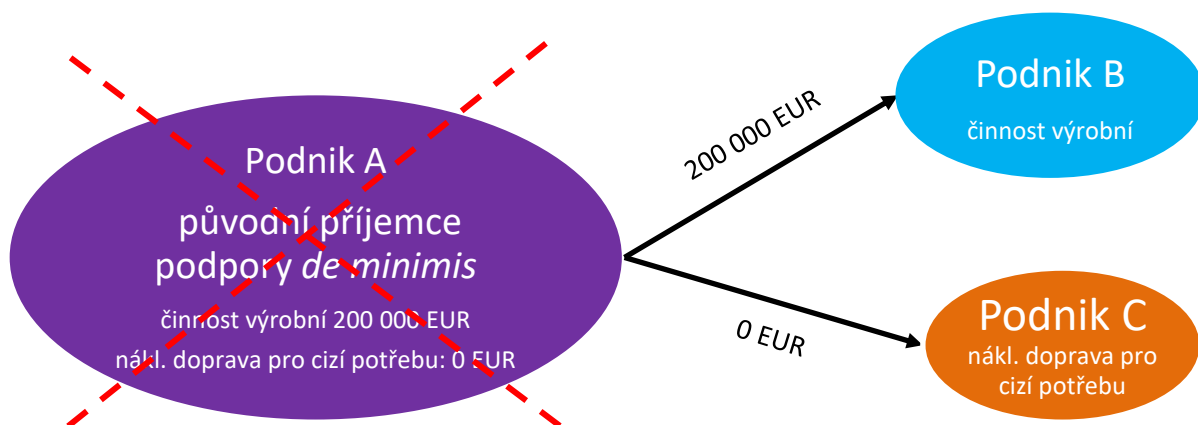 Podnik A
původní příjemce
podpory de minimis
činnost výrobní 200 000 EUR
nákl. doprava pro cizí potřebu: 0 EUR
200 000 EUR
0 EUR
Podnik B
činnost výrobní
Podnik C
nákl. doprava pro
cizí potřebu